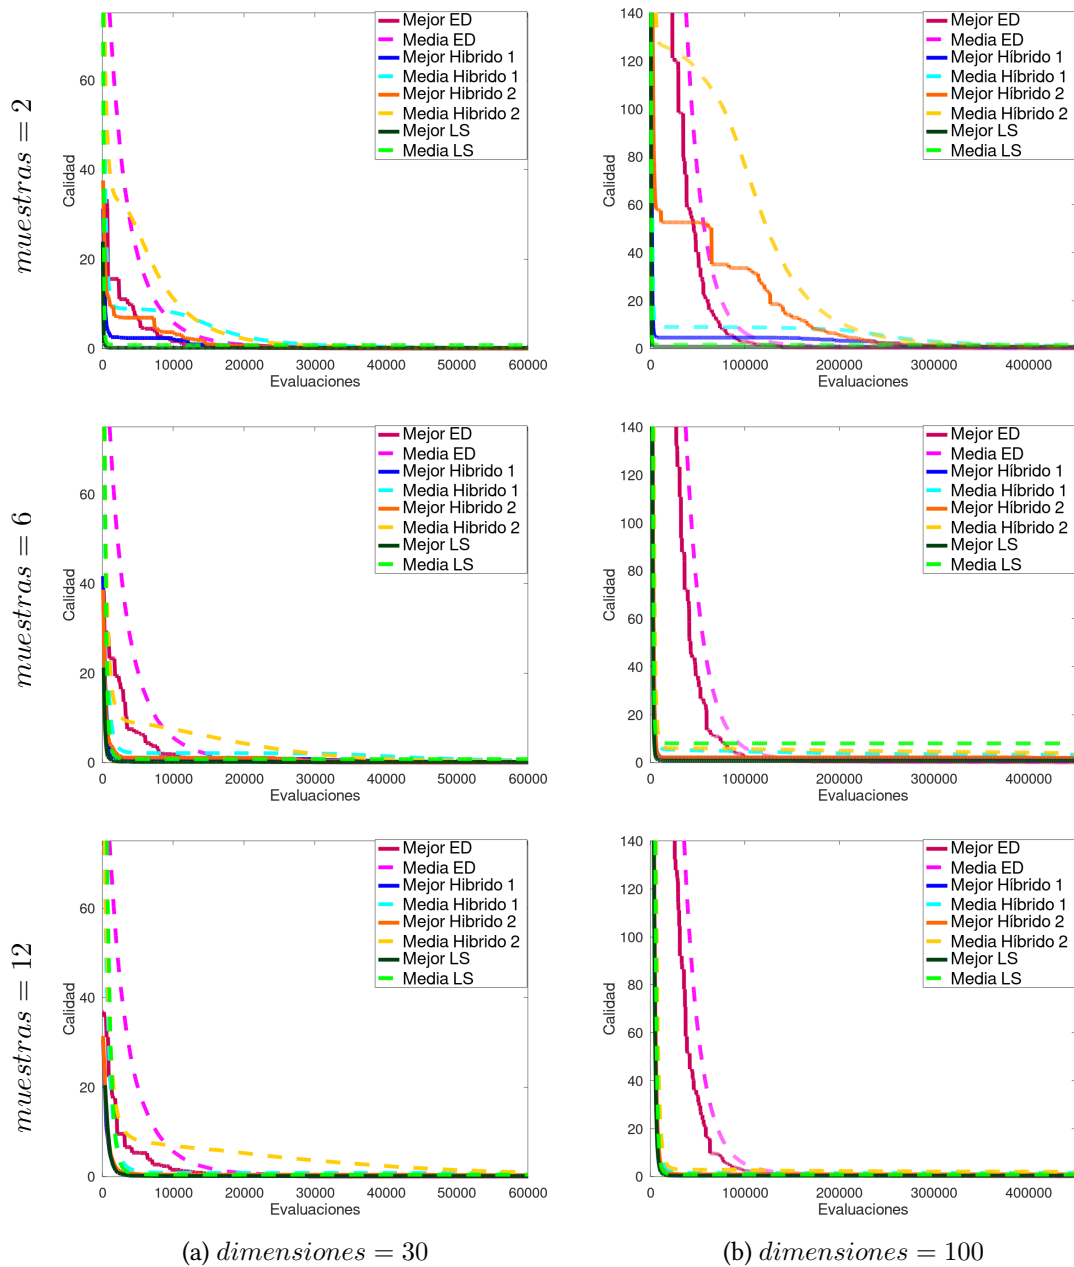 muestras = 2
Calidad
60
40
20
0
0 10000 20000 30000 40000 50000 60000
Evaluaciones
Mejor ED
Media ED
Mejor Hibrido 1
Media Hibrido 1
Mejor Hibrido 2
Media Hibrido 2
Mejor LS
Media LS
Calidad
140
120
100
80
60
40
20
0
0 100000 200000 300000 400000
Evaluaciones
Mejor ED
Media ED
Mejor Híbrido 1
Media Híbrido 1
Mejor Híbrido 2
Media Híbrido 2
Mejor LS
Media LS
muestras = 6
Calidad
60
40
20
0
0 10000 20000 30000 40000 50000 60000
Evaluaciones
Mejor ED
Media ED
Mejor Hibrido 1
Media Hibrido 1
Mejor Hibrido 2
Media Hibrido 2
Mejor LS
Media LS
Calidad
140
120
100
80
60
40
20
0
0 100000 200000 300000 400000
Evaluaciones
Mejor ED
Media ED
Mejor Híbrido 1
Media Híbrido 1
Mejor Híbrido 2
Media Híbrido 2
Mejor LS
Media LS
muestras = 12
Calidad
60
40
20
0
0 10000 20000 30000 40000 50000 60000
Evaluaciones
Mejor ED
Media ED
Mejor Hibrido 1
Media Hibrido 1
Mejor Hibrido 2
Media Hibrido 2
Mejor LS
Media LS
Calidad
140
120
100
80
60
40
20
0
0 100000 200000 300000 400000
Evaluaciones
Mejor ED
Media ED
Mejor Híbrido 1
Media Híbrido 1
Mejor Híbrido 2
Media Híbrido 2
Mejor LS
Media LS
(a) dimensiones = 30
(b) dimensiones = 100